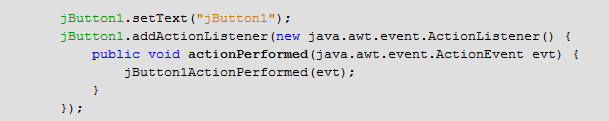 jButton1.setText("jButton1");
jButton1.addActionListener(new java.awt.event.ActionListener() {
    public void actionPerformed(java.awt.event.ActionEvent evt) {
        jButton1ActionPerformed(evt);
    }
});